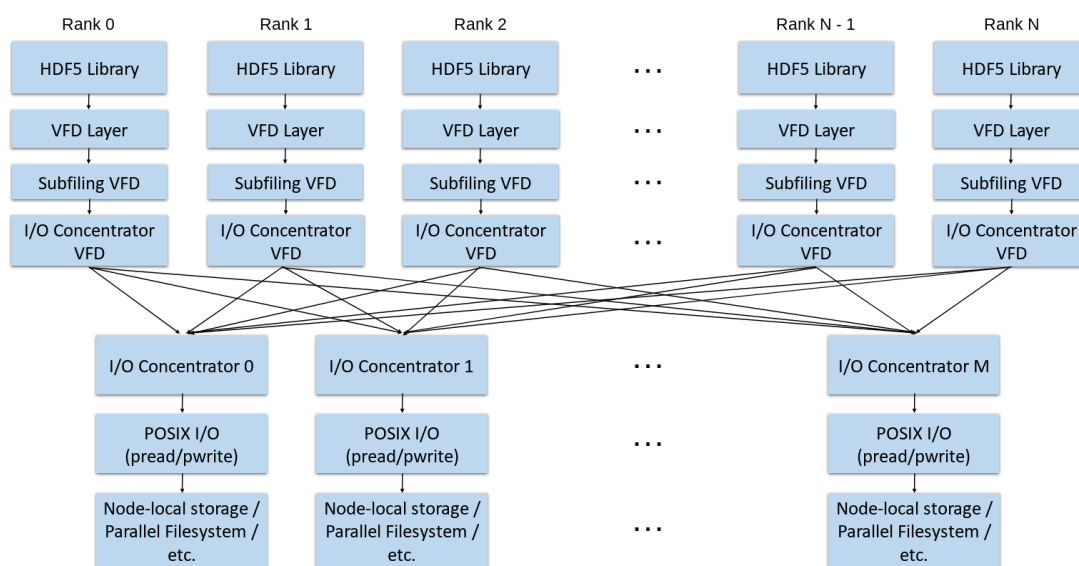 Rank 0 Rank 1 Rank 2 Rank N - 1 Rank N
HDF5 Library HDF5 Library HDF5 Library ... HDF5 Library HDF5 Library
VFD Layer VFD Layer VFD Layer ... VFD Layer VFD Layer
Subfiling VFD Subfiling VFD Subfiling VFD ... Subfiling VFD Subfiling VFD
I/O Concentrator I/O Concentrator I/O Concentrator ... I/O Concentrator I/O Concentrator
VFD VFD VFD VFD VFD
I/O Concentrator 0 I/O Concentrator 1 ... I/O Concentrator M
POSIX I/O POSIX I/O ... POSIX I/O
(pread/pwrite) (pread/pwrite) (pread/pwrite)
Node-local storage / Node-local storage / Node-local storage /
Parallel Filesystem / Parallel Filesystem / ... Parallel Filesystem /
etc. etc. etc.